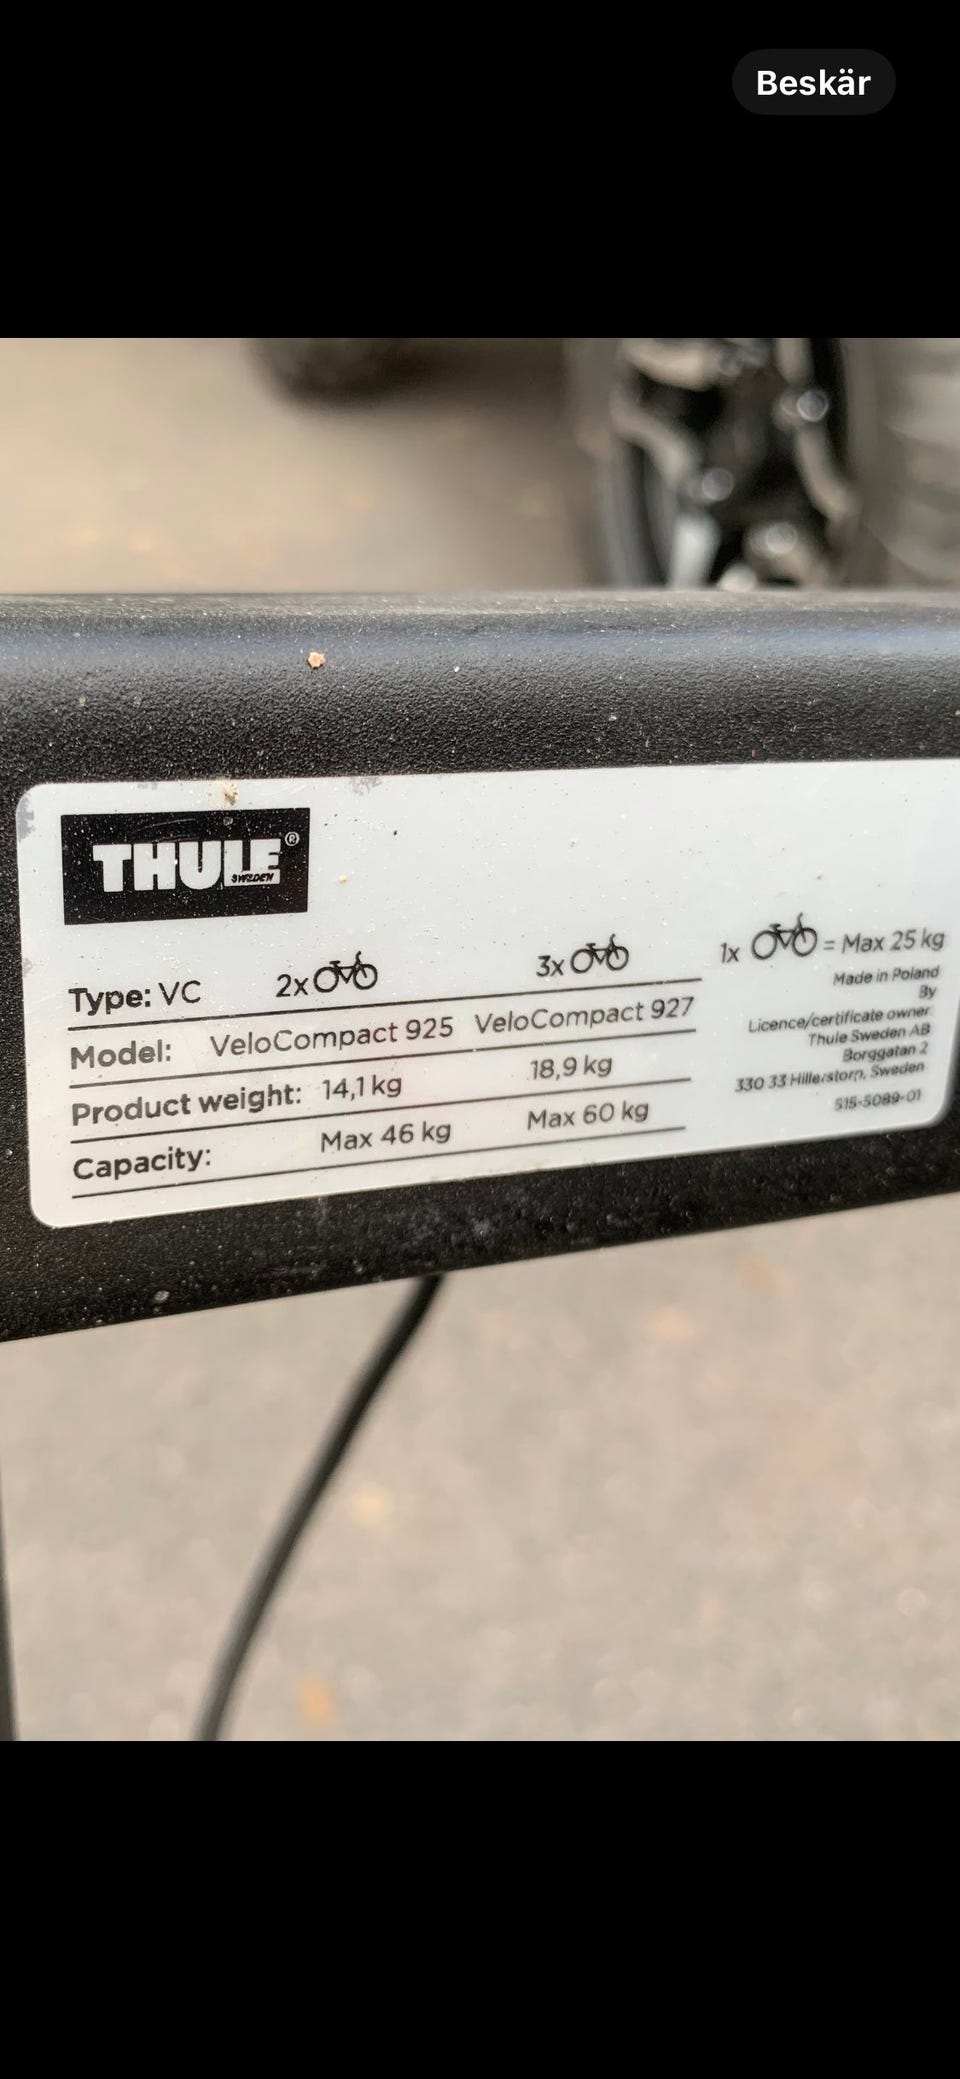 Beskär
THULE®
SWEDEN
Type: VC 2x 3x 1x = Max 25 kg
Model: VeloCompact 925 VeloCompact 927
Product weight: 14,1 kg 18,9 kg
Capacity: Max 46 kg Max 60 kg
Made in Poland
By
Licence/certificate owner:
Thule Sweden AB
Borggatan 2
330 33 Hillerstorp, Sweden
515-5089-01